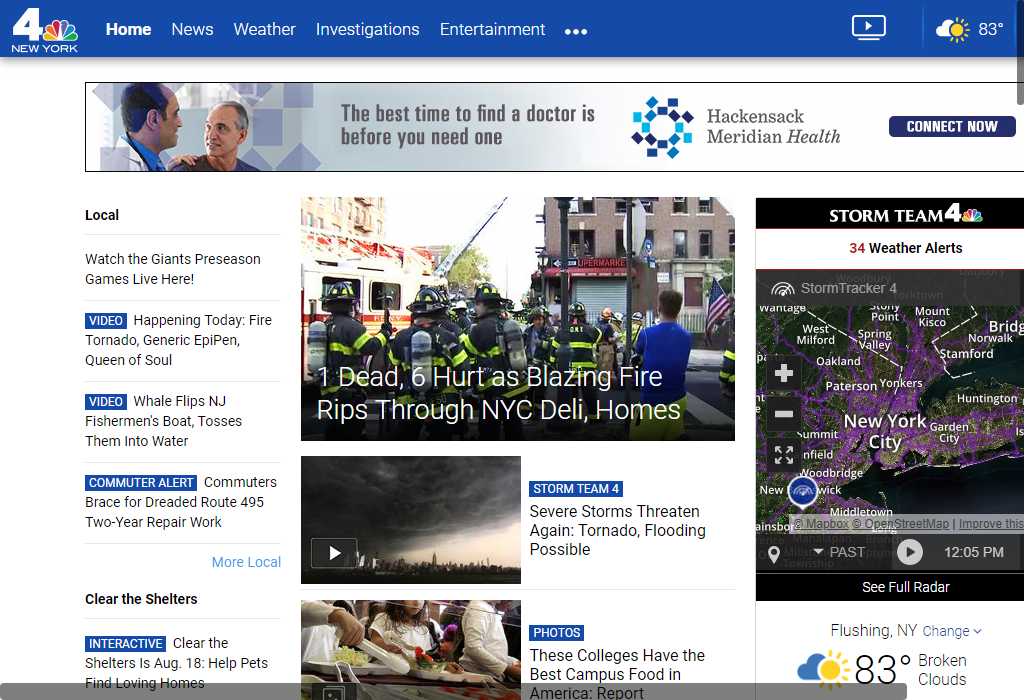 4
NEW YORK
Home
News
Weather
Investigations
Entertainment
83°
The best time to find a doctor is
before you need one
Hackensack
Meridian Health
CONNECT NOW
Local
Watch the Giants Preseason
Games Live Here!
VIDEO Happening Today: Fire
Tornado, Generic EpiPen,
Queen of Soul
VIDEO Whale Flips NJ
Fishermen's Boat, Tosses
Them Into Water
COMMUTER ALERT Commuters
Brace for Dreaded Route 495
Two-Year Repair Work
More Local
Clear the Shelters
INTERACTIVE Clear the
Shelters Is Aug. 18: Help Pets
Find Loving Homes
SUPERMARKET
1 Dead, 6 Hurt as Blazing Fire
Rips Through NYC Deli, Homes
STORM TEAM 4
Severe Storms Threaten
Again: Tornado, Flooding
Possible
PHOTOS
These Colleges Have the
Best Campus Food in
America: Report
STORM TEAM 4
34 Weather Alerts
Woodbury
Danbury
StormTracker 4
Yorktown
Wantage
Stony
Point
Mount
Kisco
West
Milford
Spring
Valley
Bridg
Norwalk
Stamford
Oakland
Paterson
Yonkers
Huntington
New York
City
Garden
City
Is
Summit
nfield
Woodbridge
New
wick
Middletown
ainsbor
© Mapbox © OpenStreetMap | Improve this
Manalapan
Millstone
Township
PAST
12:05 PM
See Full Radar
Flushing, NY Change
83°
Broken
Clouds